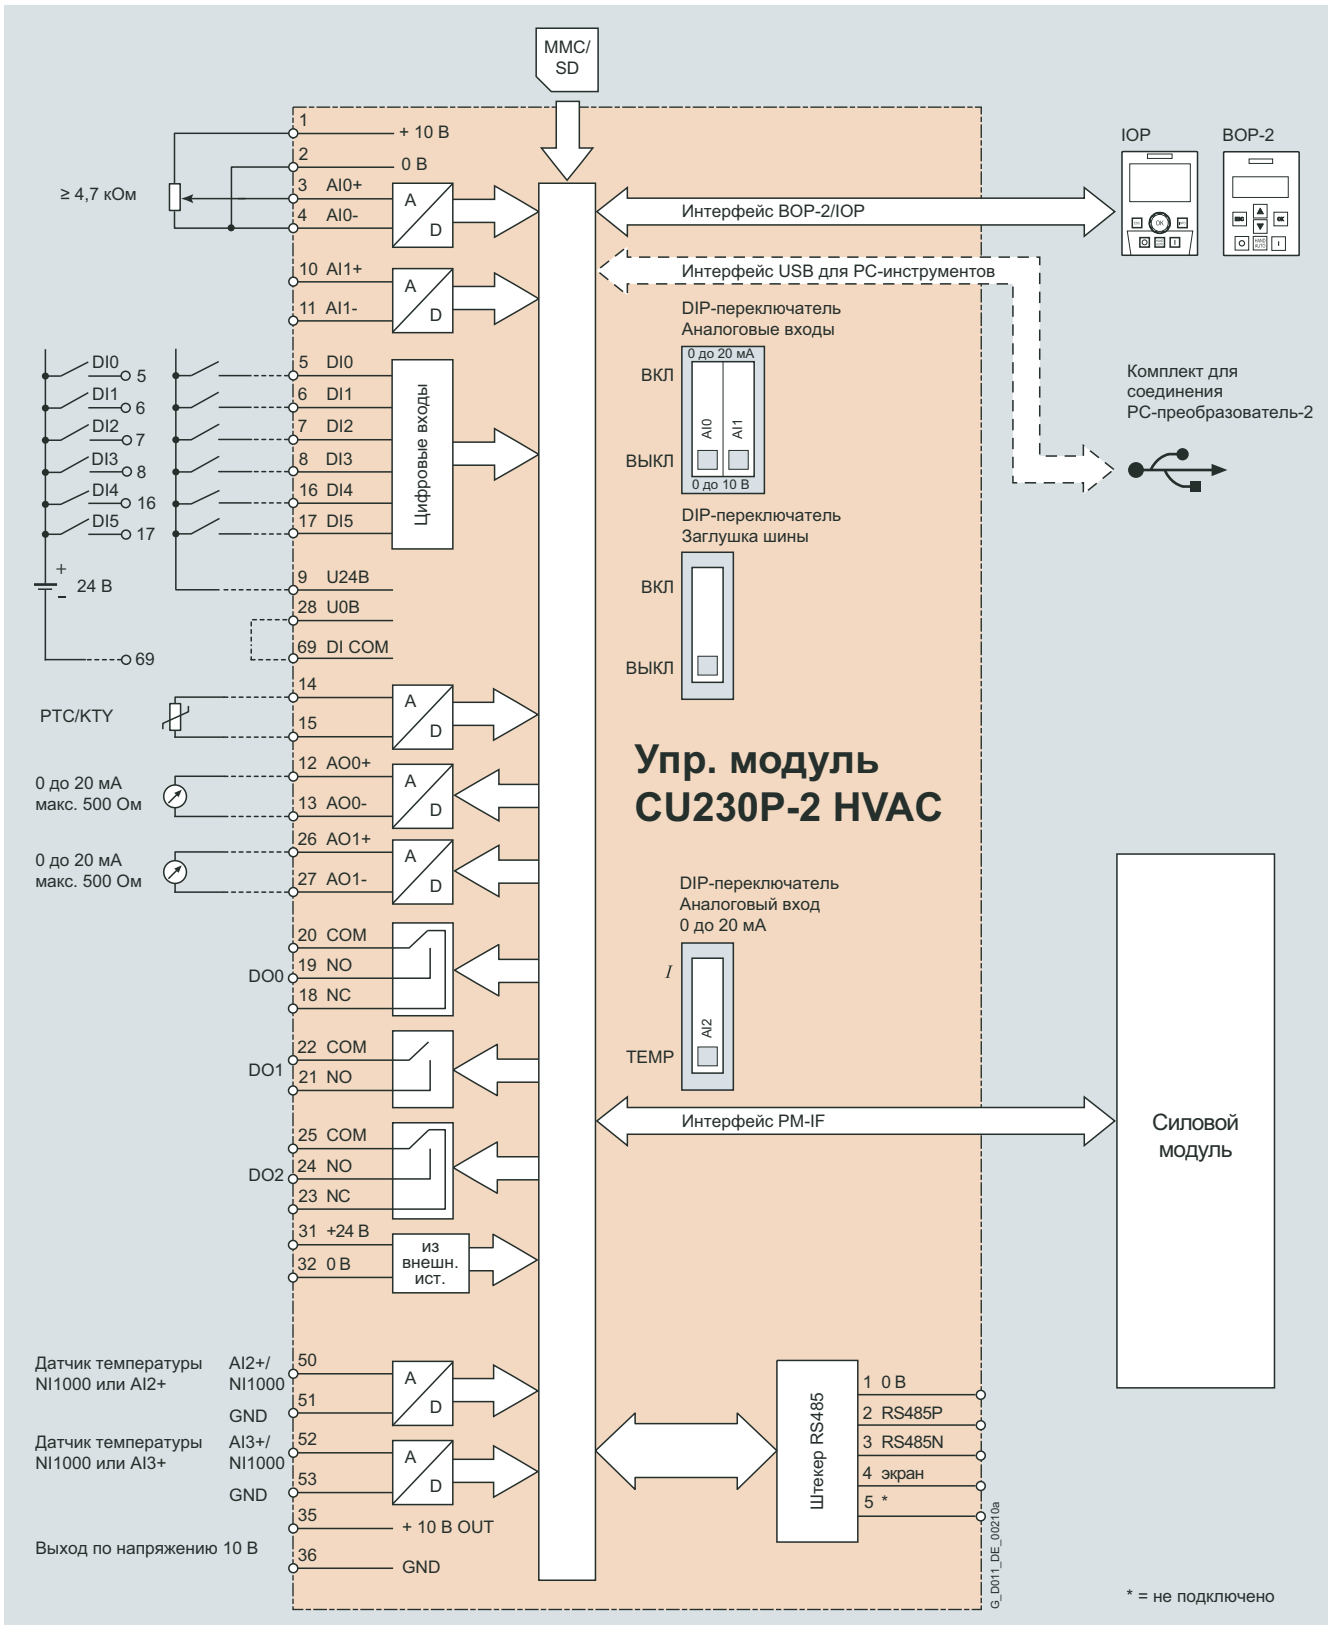 MMC/
SD
1
+ 10 В
2
0 В
≥ 4,7 кОм
3 AI0+
4 AI0-
A
D
10 AI1+
11 AI1-
A
D
IOP
BOP-2
OK
ESC
OK
HAND
AUTO
Интерфейс BOP-2/IOP
Интерфейс USB для PC-инструментов
DIP-переключатель
Аналоговые входы
0 до 20 мА
ВКЛ
AI0
AI1
ВЫКЛ
0 до 10 В
Комплект для
соединения
PC-преобразователь-2
DI0
5
DI1
6
DI2
7
DI3
8
DI4
16
DI5
17
+
24 В
-
69
5 DI0
6 DI1
7 DI2
8 DI3
16 DI4
17 DI5
Цифровые входы
9 U24В
28 U0В
69 DI COM
DIP-переключатель
Заглушка шины
ВКЛ
ВЫКЛ
PTC/KTY
14
15
A
D
Упр. модуль
CU230P-2 HVAC
0 до 20 мА
макс. 500 Ом
12 AO0+
13 AO0-
A
D
0 до 20 мА
макс. 500 Ом
26 AO1+
27 AO1-
A
D
DIP-переключатель
Аналоговый вход
0 до 20 мА
I
AI2
TEMP
DO0
20 COM
19 NO
18 NC
DO1
22 COM
21 NO
DO2
25 COM
24 NO
23 NC
Интерфейс PM-IF
Силовой
модуль
31 +24 В
32 0 В
из
внешн.
ист.
Датчик температуры
NI1000 или AI2+
AI2+/
NI1000
GND
50
51
A
D
Датчик температуры
NI1000 или AI3+
AI3+/
NI1000
GND
52
53
A
D
35
+ 10 В OUT
Выход по напряжению 10 В
36
GND
Штекер RS485
1 0 В
2 RS485P
3 RS485N
4 экран
5 *
G_D011_DE_00210a
* = не подключено